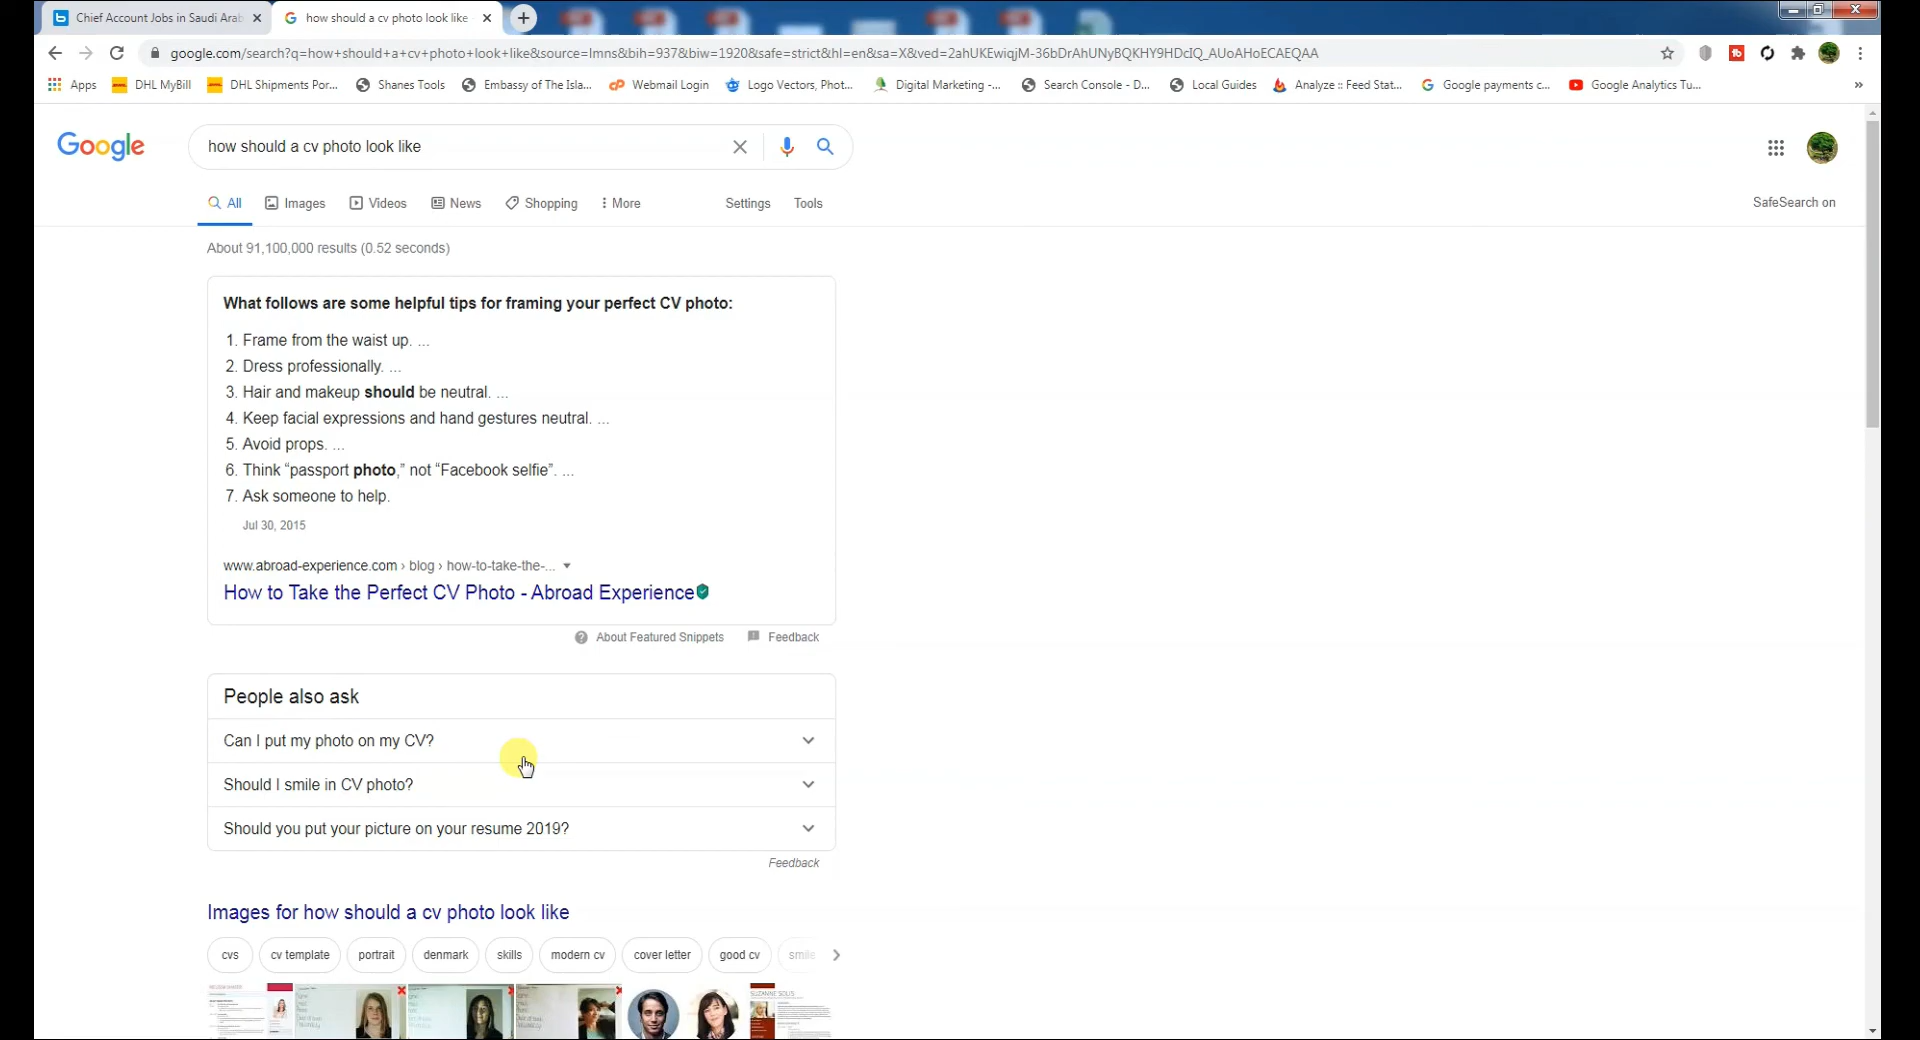 Chief Account Jobs in Saudi Arab
how should a cv photo look like
google.com/search?q=how+should+a+cv+photo+look+like&source=lmns&bih=937&biw=1920&safe=strict&hl=en&sa=X&ved=2ahUKEwiqjM-36bDrAhUNyBQKHY9HDcIQ_AUoAHoECAEQAA
Apps DHL MyBill DHL Shipments Por... Shanes Tools Embassy of The Isla... Webmail Login Logo Vectors, Phot... Digital Marketing -... Search Console - D... Local Guides Analyze :: Feed Stat... Google payments c... Google Analytics Tu... »
Google
how should a cv photo look like
All Images Videos News Shopping More Settings Tools
SafeSearch on
About 91,100,000 results (0.52 seconds)
What follows are some helpful tips for framing your perfect CV photo:
1. Frame from the waist up. ...
2. Dress professionally. ...
3. Hair and makeup should be neutral. ...
4. Keep facial expressions and hand gestures neutral. ...
5. Avoid props. ...
6. Think “passport photo,” not “Facebook selfie”. ...
7. Ask someone to help.
Jul 30, 2015
www.abroad-experience.com › blog › how-to-take-the-...
How to Take the Perfect CV Photo - Abroad Experience
About Featured Snippets Feedback
People also ask
Can I put my photo on my CV?
Should I smile in CV photo?
Should you put your picture on your resume 2019?
Feedback
Images for how should a cv photo look like
cvs cv template portrait denmark skills modern cv cover letter good cv smile